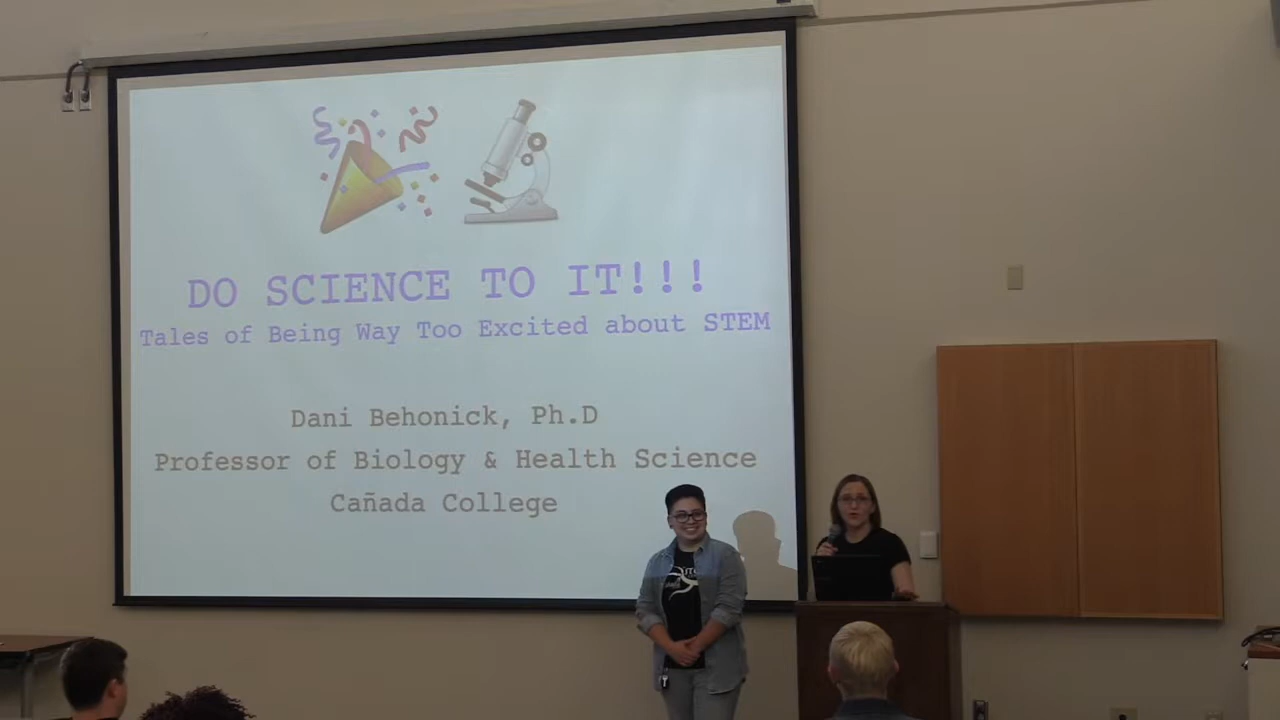 DO SCIENCE TO IT!!!
Tales of Being Way Too Excited about STEM
Dani Behonick, Ph.D
Professor of Biology & Health Science
Cañada College